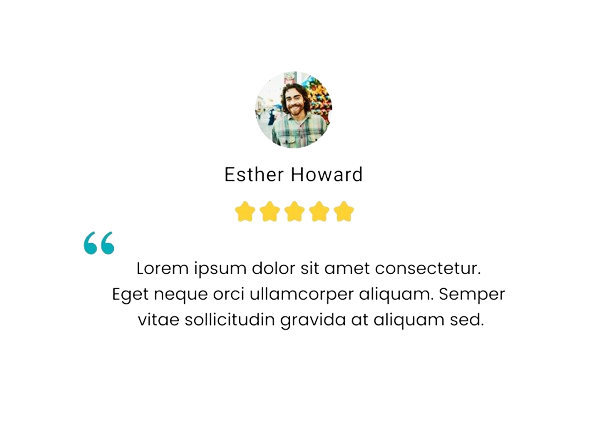 Esther Howard
“
Lorem ipsum dolor sit amet consectetur.
Eget neque orci ullamcorper aliquam. Semper
vitae sollicitudin gravida at aliquam sed.